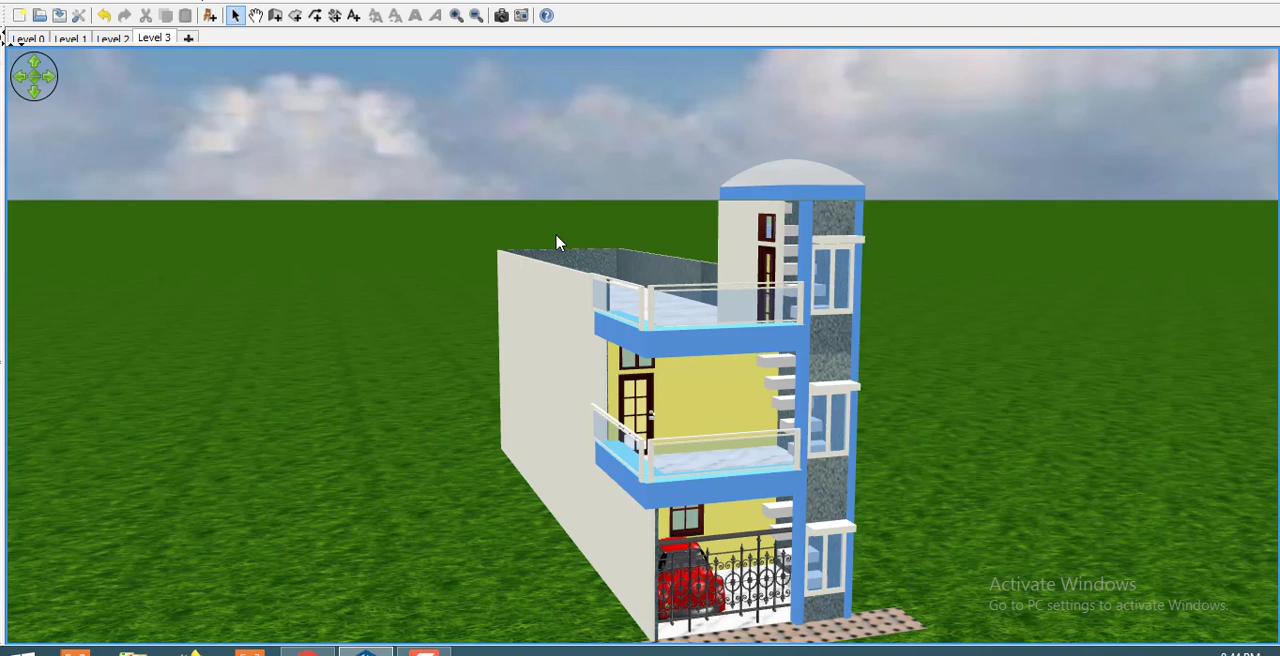 Level 0 Level 1 Level 2 Level 3
Activate Windows
Go to PC settings to activate Windows.